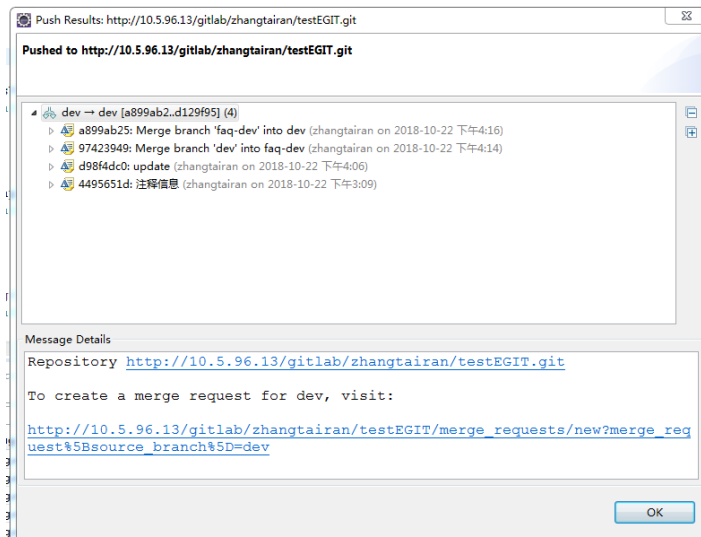 Push Results: http://10.5.96.13/gitlab/zhangtairan/testEGIT.git
Pushed to http://10.5.96.13/gitlab/zhangtairan/testEGIT.git
dev → dev [a899ab2..d129f95] (4)
a899ab25: Merge branch 'faq-dev' into dev (zhangtairan on 2018-10-22 下午4:16)
97423949: Merge branch 'dev' into faq-dev (zhangtairan on 2018-10-22 下午4:14)
d98f4dc0: update (zhangtairan on 2018-10-22 下午4:06)
4495651d: 注释信息 (zhangtairan on 2018-10-22 下午3:09)
Message Details
Repository http://10.5.96.13/gitlab/zhangtairan/testEGIT.git
To create a merge request for dev, visit:
http://10.5.96.13/gitlab/zhangtairan/testEGIT/merge_requests/new?merge_req
uest%5Bsource_branch%5D=dev
OK